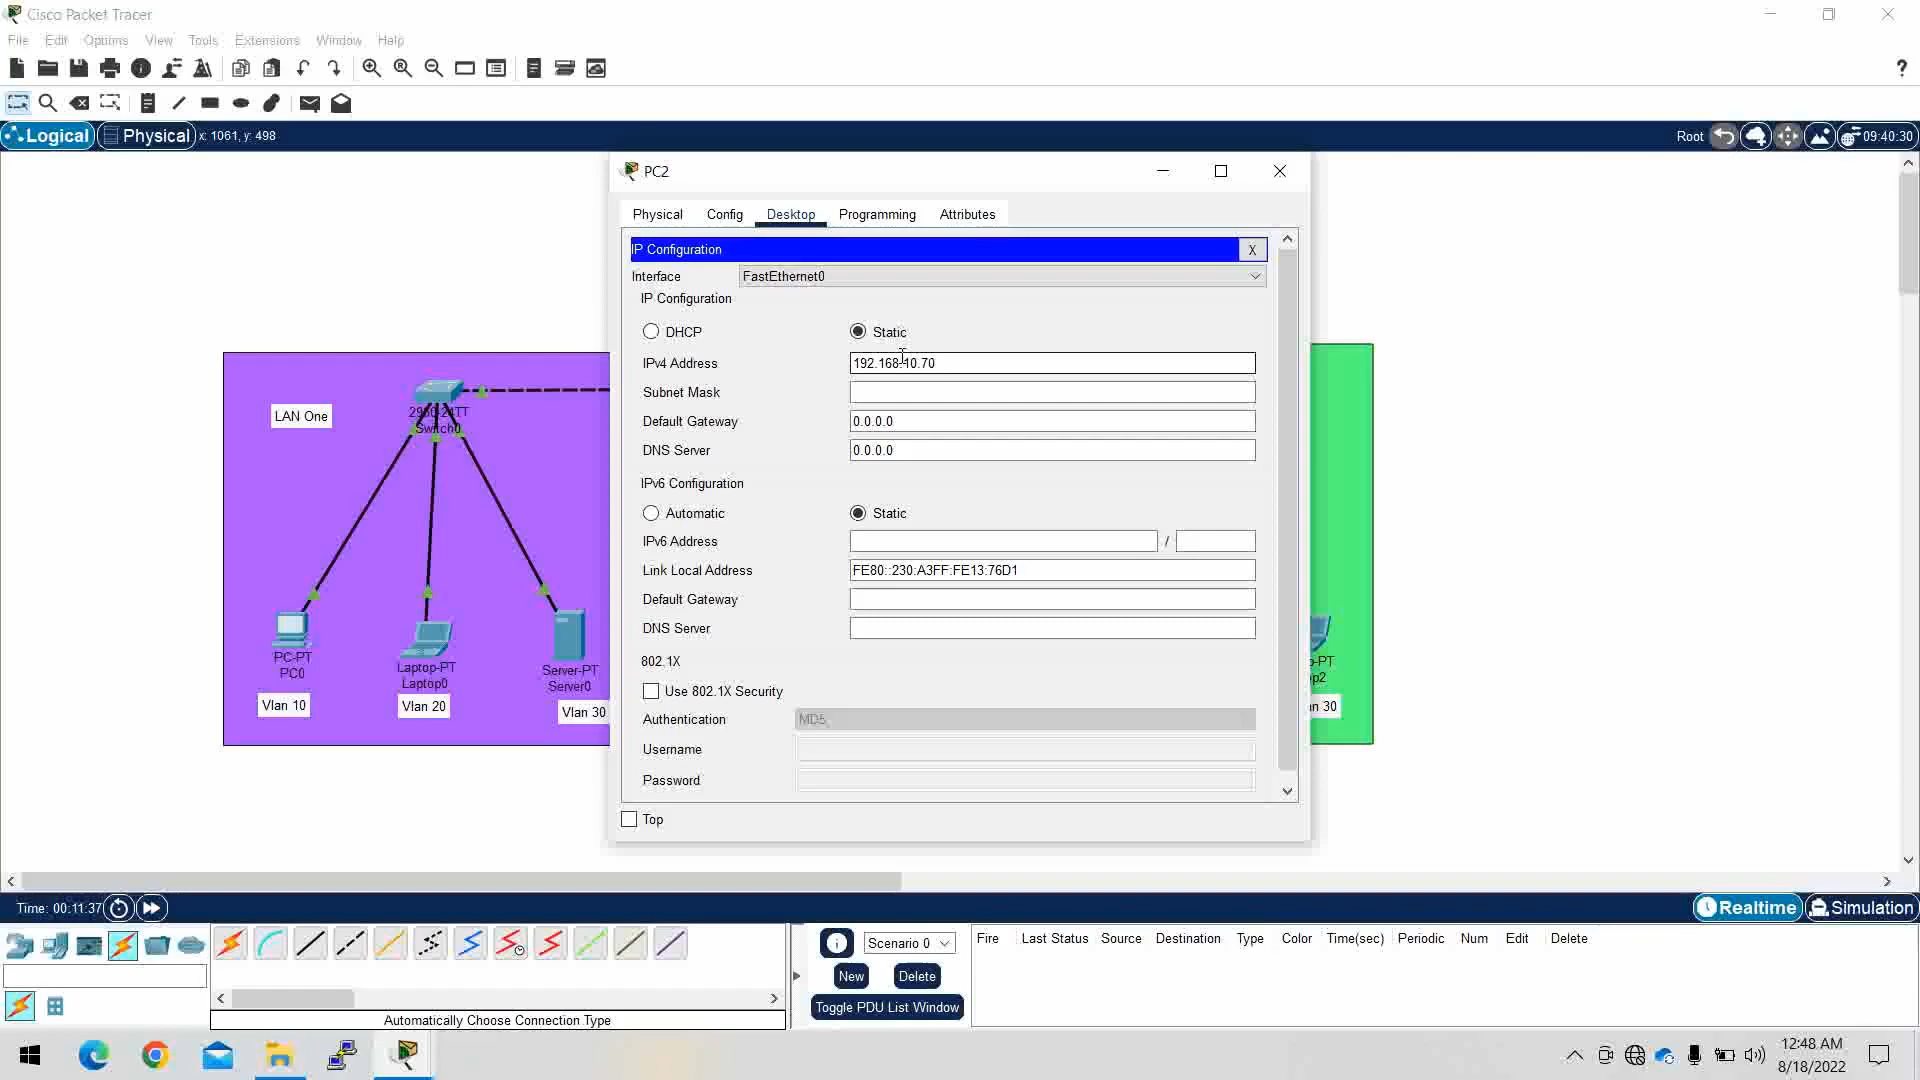 Cisco Packet Tracer
File Edit Options View Tools Extensions Window Help
?
Logical Physical x: 1061, y: 498
Root 09:40:30
PC2
Physical Config Desktop Programming Attributes
IP Configuration X
Interface FastEthernet0
IP Configuration
DHCP Static
IPv4 Address 192.168.10.70
Subnet Mask
Default Gateway 0.0.0.0
DNS Server 0.0.0.0
IPv6 Configuration
Automatic Static
IPv6 Address /
Link Local Address FE80::230:A3FF:FE13:76D1
Default Gateway
DNS Server
802.1X
Use 802.1X Security
Authentication MD5
Username
Password
Top
LAN One
2950-24TT
Switch0
PC-PT
PC0
Vlan 10
Laptop-PT
Laptop0
Vlan 20
Server-PT
Server0
Vlan 30
p-PT
op2
an 30
Time: 00:11:37
Realtime Simulation
Automatically Choose Connection Type
Scenario 0
New Delete
Toggle PDU List Window
Fire Last Status Source Destination Type Color Time(sec) Periodic Num Edit Delete
12:48 AM
8/18/2022